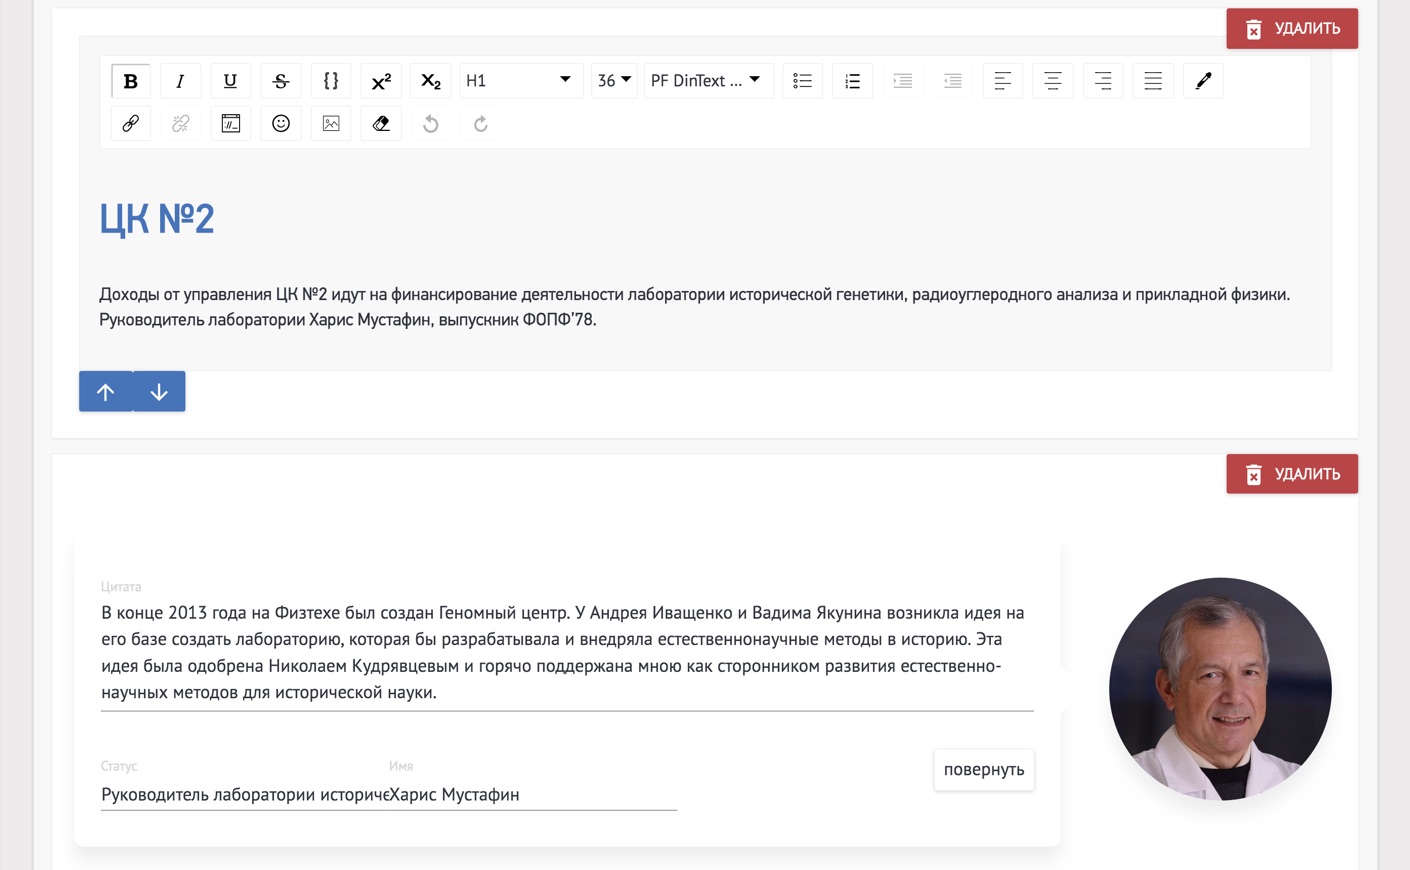 УДАЛИТЬ
B I U S {} x² x₂ H1 36 PF DinText ...
ЦК №2
Доходы от управления ЦК №2 идут на финансирование деятельности лаборатории исторической генетики, радиоуглеродного анализа и прикладной физики.
Руководитель лаборатории Харис Мустафин, выпускник ФОПФ’78.
УДАЛИТЬ
Цитата
В конце 2013 года на Физтехе был создан Геномный центр. У Андрея Иващенко и Вадима Якунина возникла идея на
его базе создать лабораторию, которая бы разрабатывала и внедряла естественнонаучные методы в историю. Эта
идея была одобрена Николаем Кудрявцевым и горячо поддержана мною как сторонником развития естественно-
научных методов для исторической науки.
Статус Имя
повернуть
Руководитель лаборатории историче Харис Мустафин